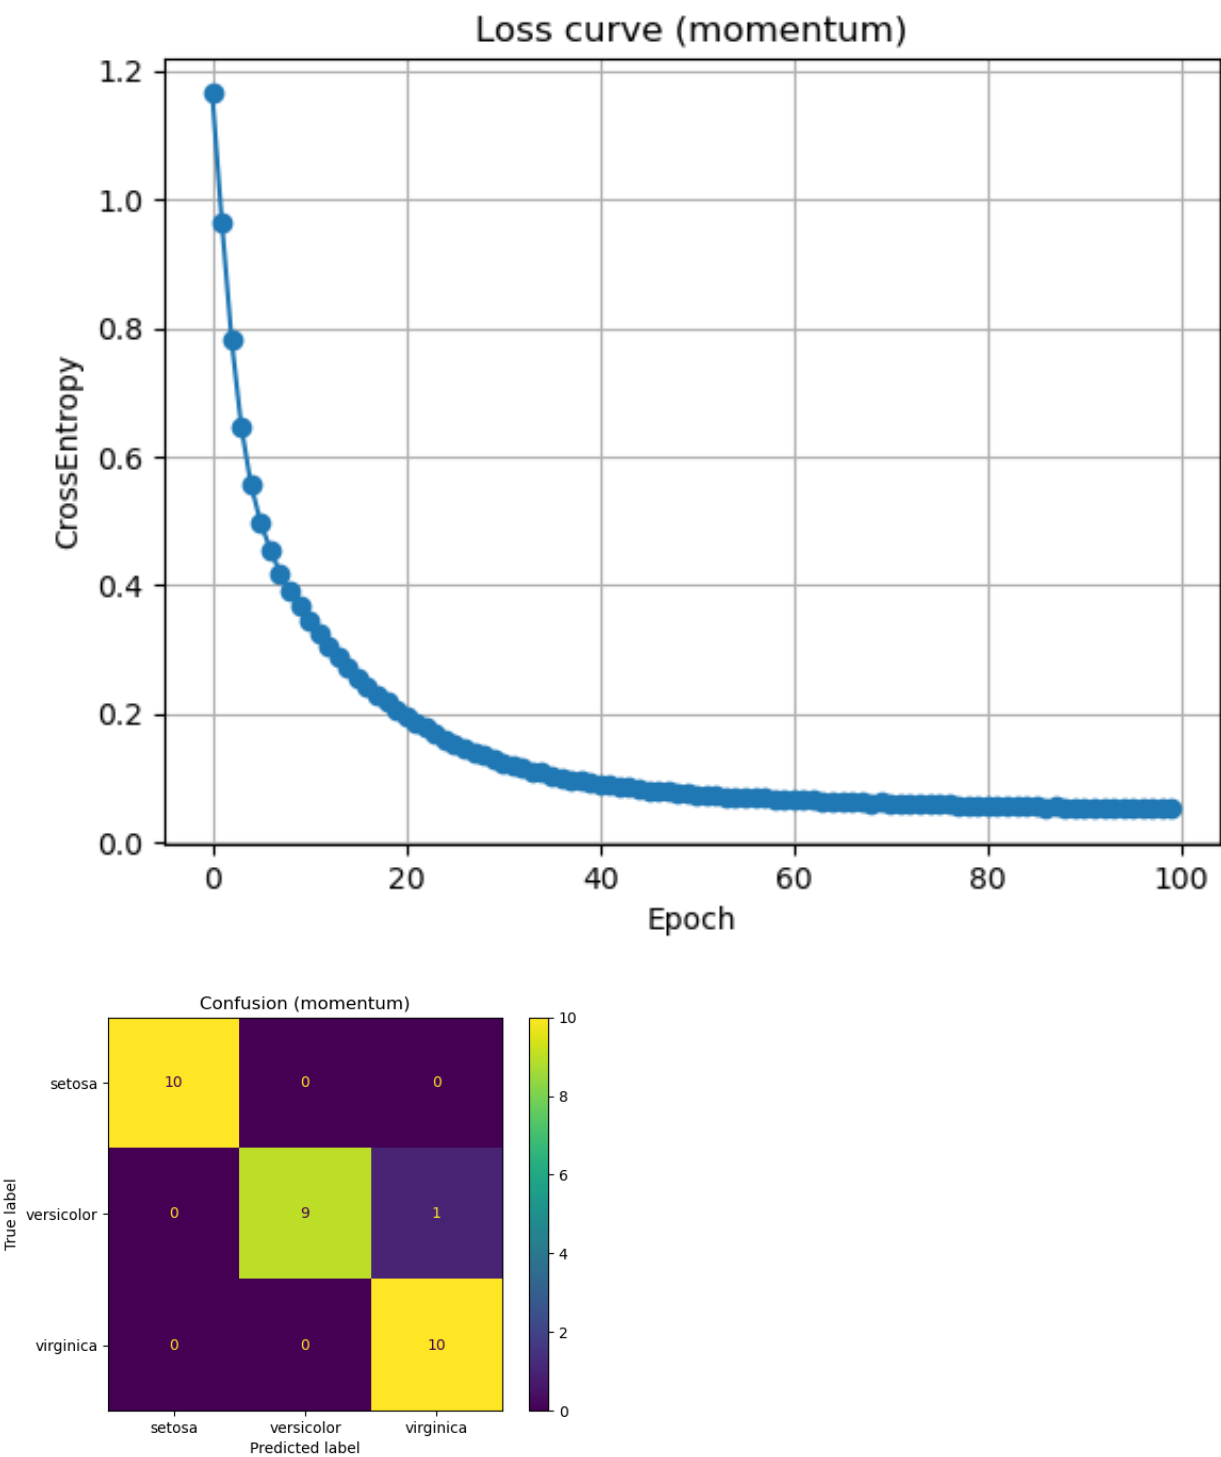 Loss curve (momentum)
1.2
1.0
0.8
0.6
0.4
0.2
0.0
CrossEntropy
0 20 40 60 80 100
Epoch
Confusion (momentum)
setosa 10 0 0
versicolor 0 9 1
virginica 0 0 10
True label
setosa versicolor virginica
Predicted label
10
8
6
4
2
0